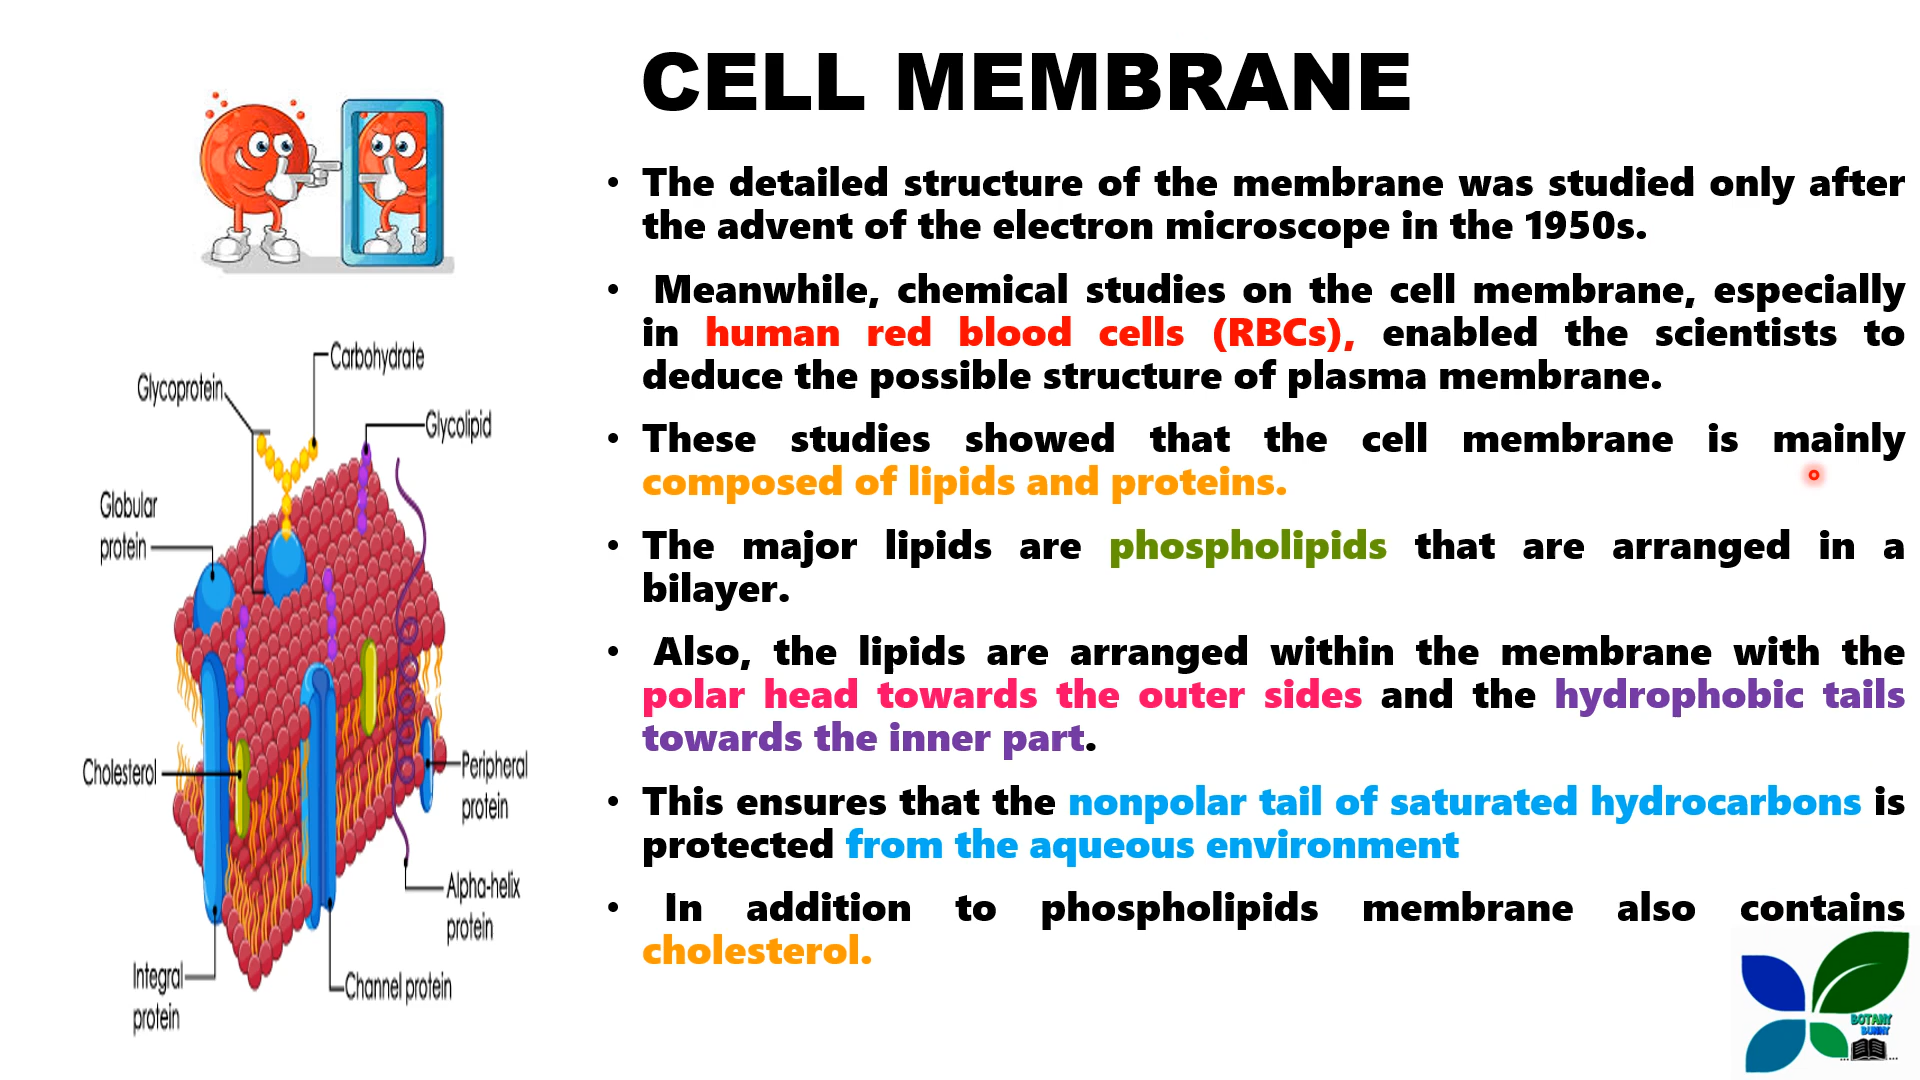 CELL MEMBRANE
• The detailed structure of the membrane was studied only after
the advent of the electron microscope in the 1950s.
• Meanwhile, chemical studies on the cell membrane, especially
in human red blood cells (RBCs), enabled the scientists to
deduce the possible structure of plasma membrane.
• These studies showed that the cell membrane is mainly
composed of lipids and proteins.
• The major lipids are phospholipids that are arranged in a
bilayer.
• Also, the lipids are arranged within the membrane with the
polar head towards the outer sides and the hydrophobic tails
towards the inner part.
• This ensures that the nonpolar tail of saturated hydrocarbons is
protected from the aqueous environment
• In addition to phospholipids membrane also contains
cholesterol.
Carbohydrate
Glycoprotein
Glycolipid
Globular
protein
Cholesterol
Peripheral
protein
Alpha-helix
protein
Integral
protein
Channel protein
BOTANY
BUNNY